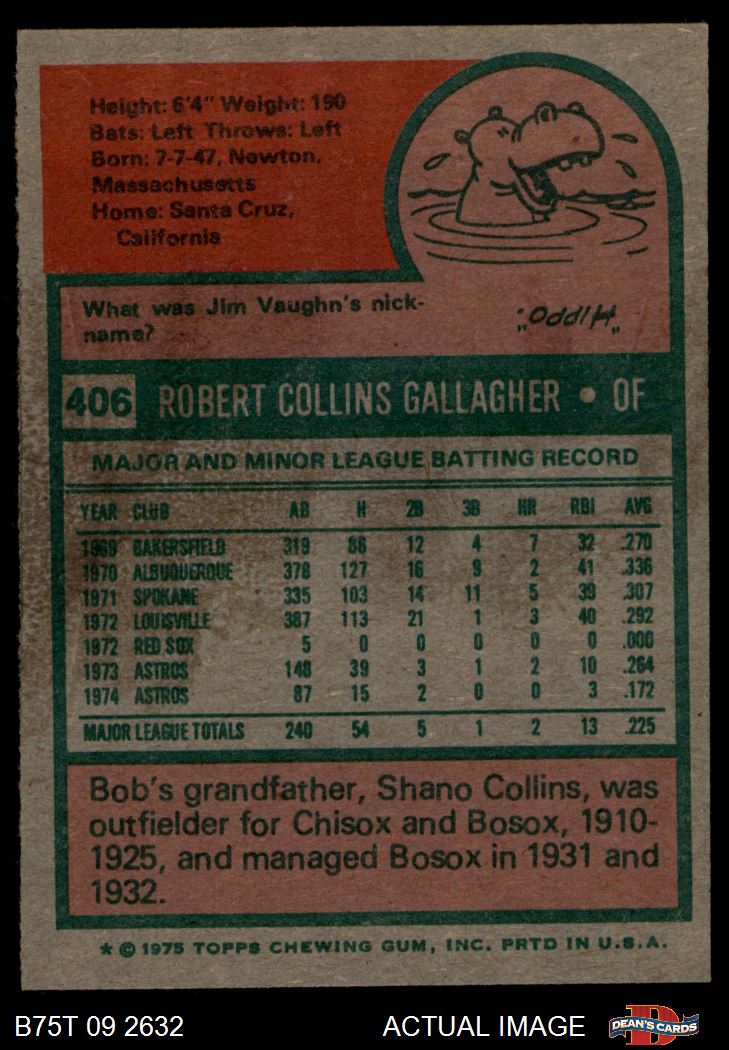 Height: 6'4" Weight: 190
Bats: Left Throws: Left
Born: 7-7-47, Newton,
Massachusetts
Home: Santa Cruz,
California
What was Jim Vaughn's nick-
name?
"Hippo."
406 ROBERT COLLINS GALLAGHER • OF
MAJOR AND MINOR LEAGUE BATTING RECORD
YEAR CLUB AB H 2B 3B HR RBI AVG
1969 BAKERSFIELD 319 86 12 4 7 32 .270
1970 ALBUQUERQUE 378 127 16 9 2 41 .336
1971 SPOKANE 335 103 14 11 5 39 .307
1972 LOUISVILLE 387 113 21 1 3 40 .292
1972 RED SOX 5 0 0 0 0 0 .000
1973 ASTROS 148 39 3 1 2 10 .264
1974 ASTROS 87 15 2 0 0 3 .172
MAJOR LEAGUE TOTALS 240 54 5 1 2 13 .225
Bob's grandfather, Shano Collins, was
outfielder for Chisox and Bosox, 1910-
1925, and managed Bosox in 1931 and
1932.
* © 1975 TOPPS CHEWING GUM, INC. PRTD IN U.S.A.
B75T 09 2632 ACTUAL IMAGE DEAN'S CARDS